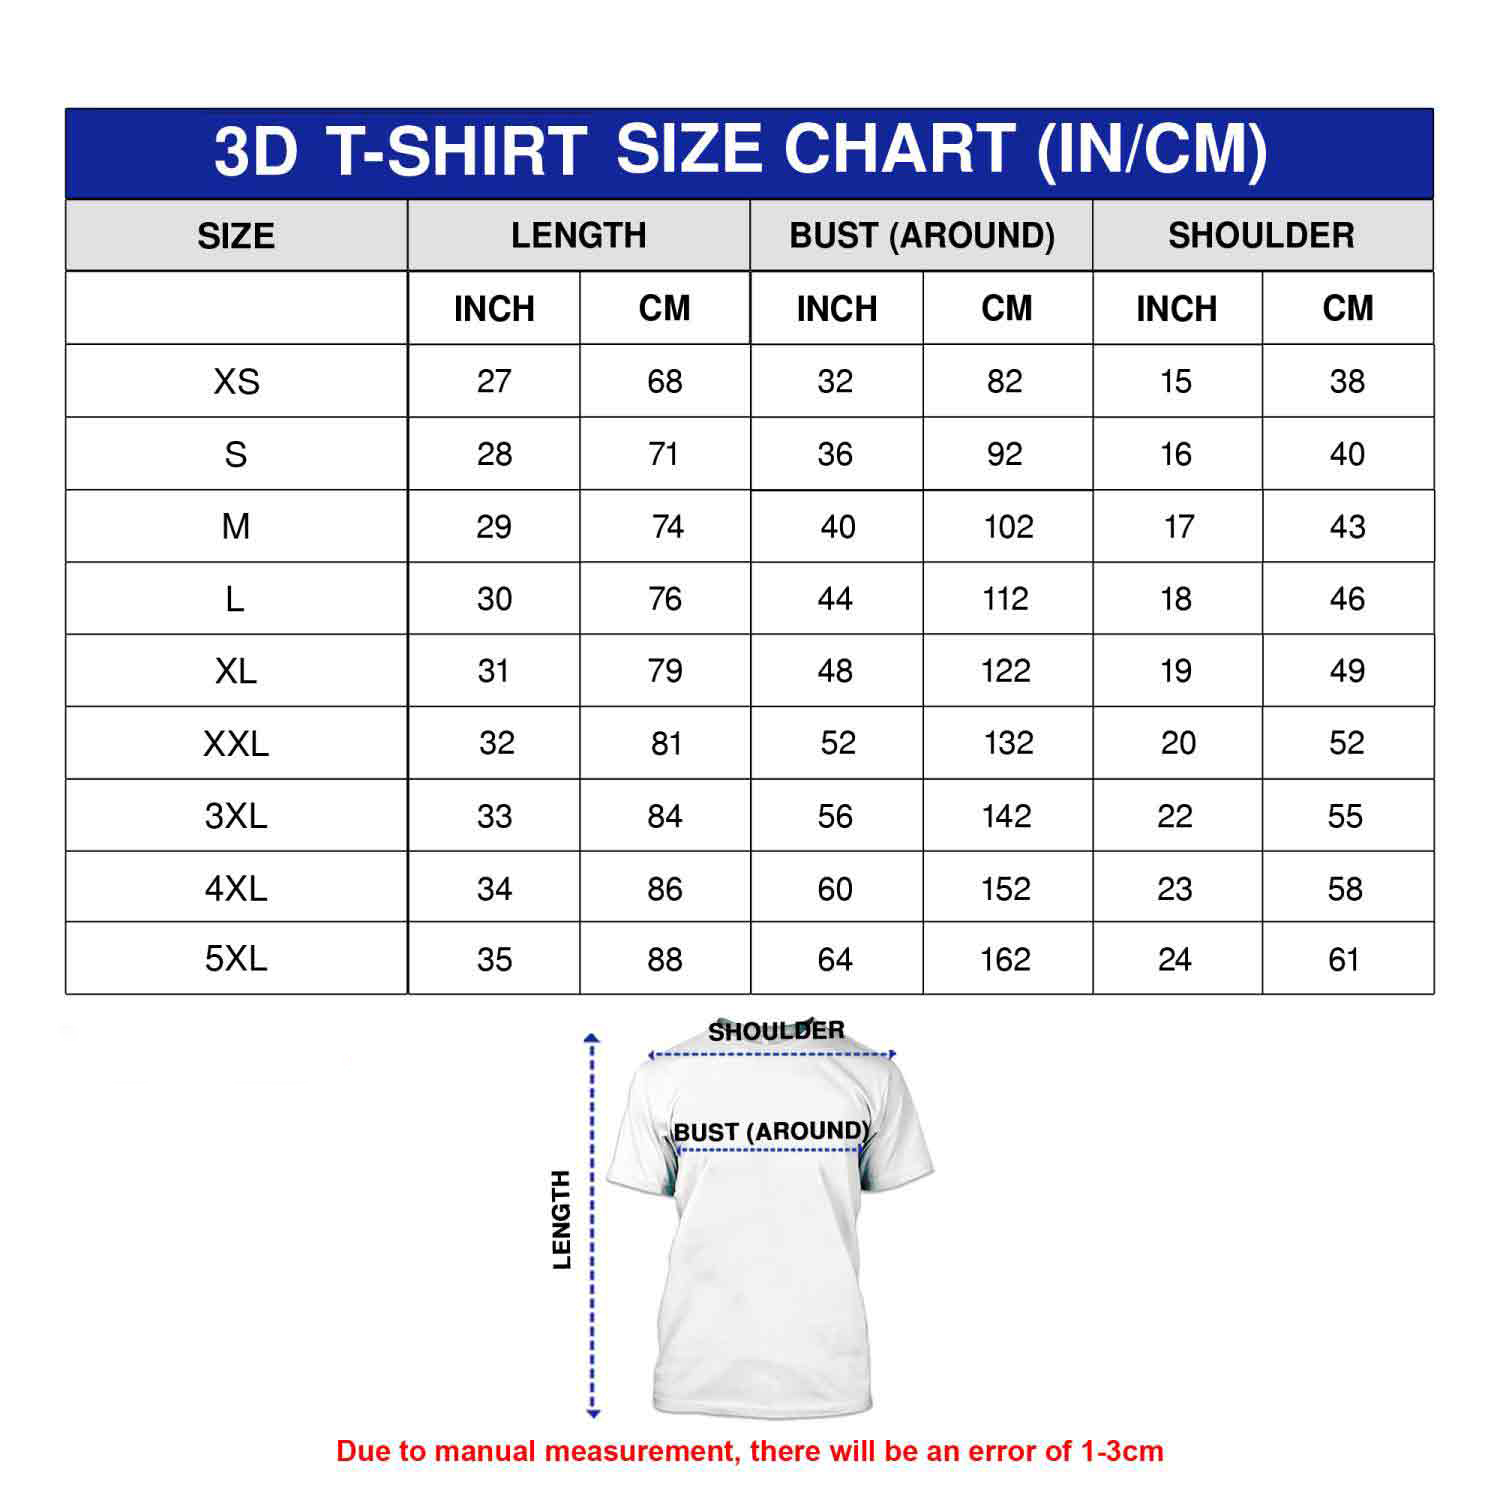 3D T-SHIRT SIZE CHART (IN/CM)
SIZE LENGTH BUST (AROUND) SHOULDER
INCH CM INCH CM INCH CM
XS 27 68 32 82 15 38
S 28 71 36 92 16 40
M 29 74 40 102 17 43
L 30 76 44 112 18 46
XL 31 79 48 122 19 49
XXL 32 81 52 132 20 52
3XL 33 84 56 142 22 55
4XL 34 86 60 152 23 58
5XL 35 88 64 162 24 61
SHOULDER
BUST (AROUND)
LENGTH
Due to manual measurement, there will be an error of 1-3cm